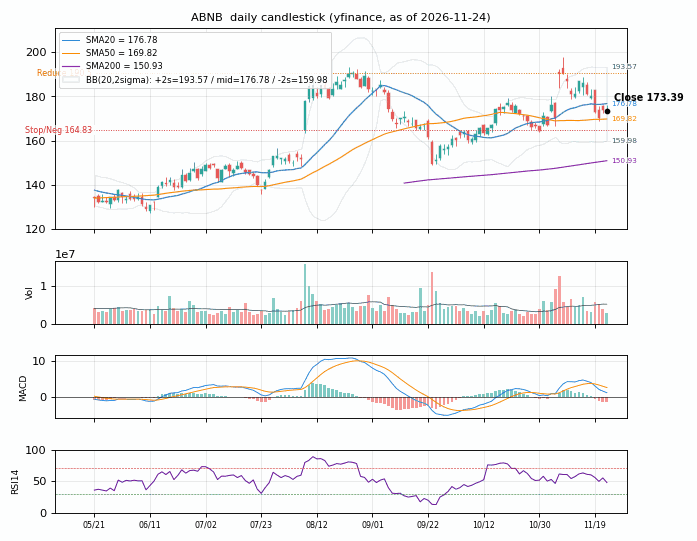 ABNB daily candlestick (yfinance, as of 2026-11-24)
SMA20 = 176.78
SMA50 = 169.82
SMA200 = 150.93
BB(20,2sigma): +2s=193.57 / mid=176.78 / -2s=159.98
200
180
160
140
120
Stop/Neg 164.83
193.57
Close 173.39
176.78
169.82
159.98
150.93
1e7
Vol
1
0
MACD
10
0
RSI14
100
50
0
05/21
06/11
07/02
07/23
08/12
09/01
09/22
10/12
10/30
11/19